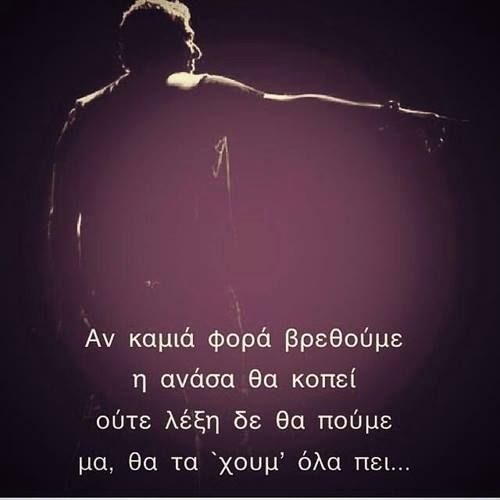 Αν καμιά φορά βρεθούμε
η ανάσα θα κοπεί
ούτε λέξη δε θα πούμε
μα, θα τα `χουμ’ όλα πει...